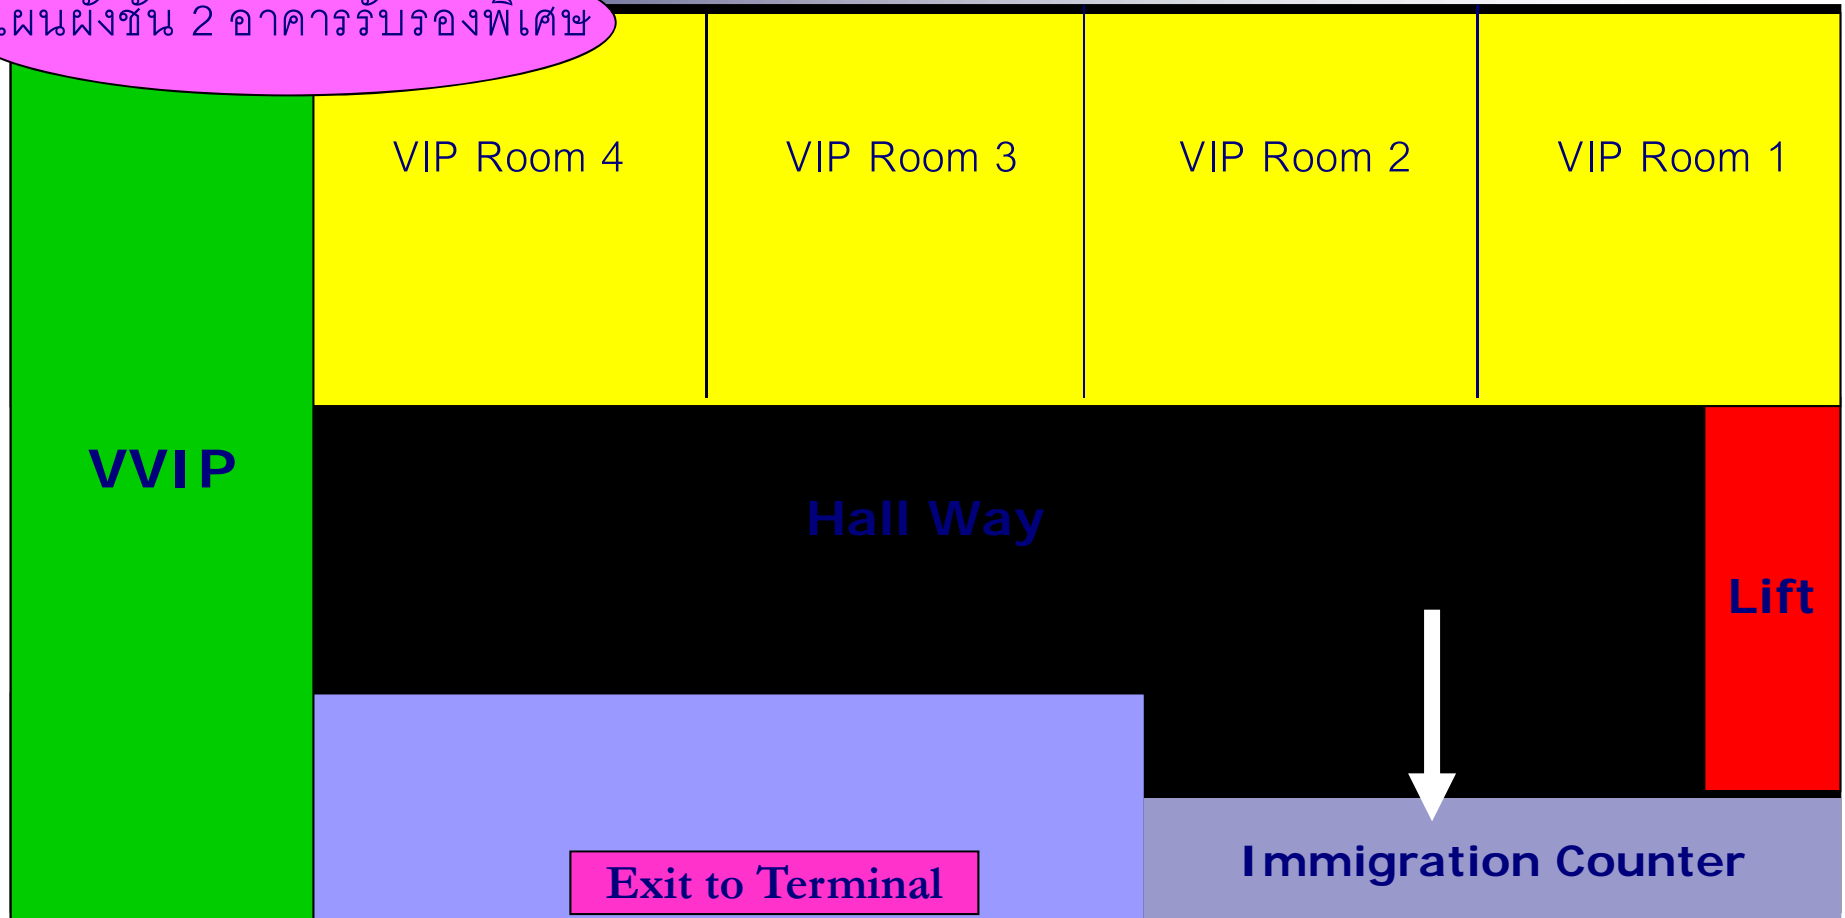 แผนผังชั้น 2 อาคารรับรองพิเศษ
VIP Room 4
VIP Room 3
VIP Room 2
VIP Room 1
VVIP
Hall Way
Lift
Immigration Counter
Exit to Terminal